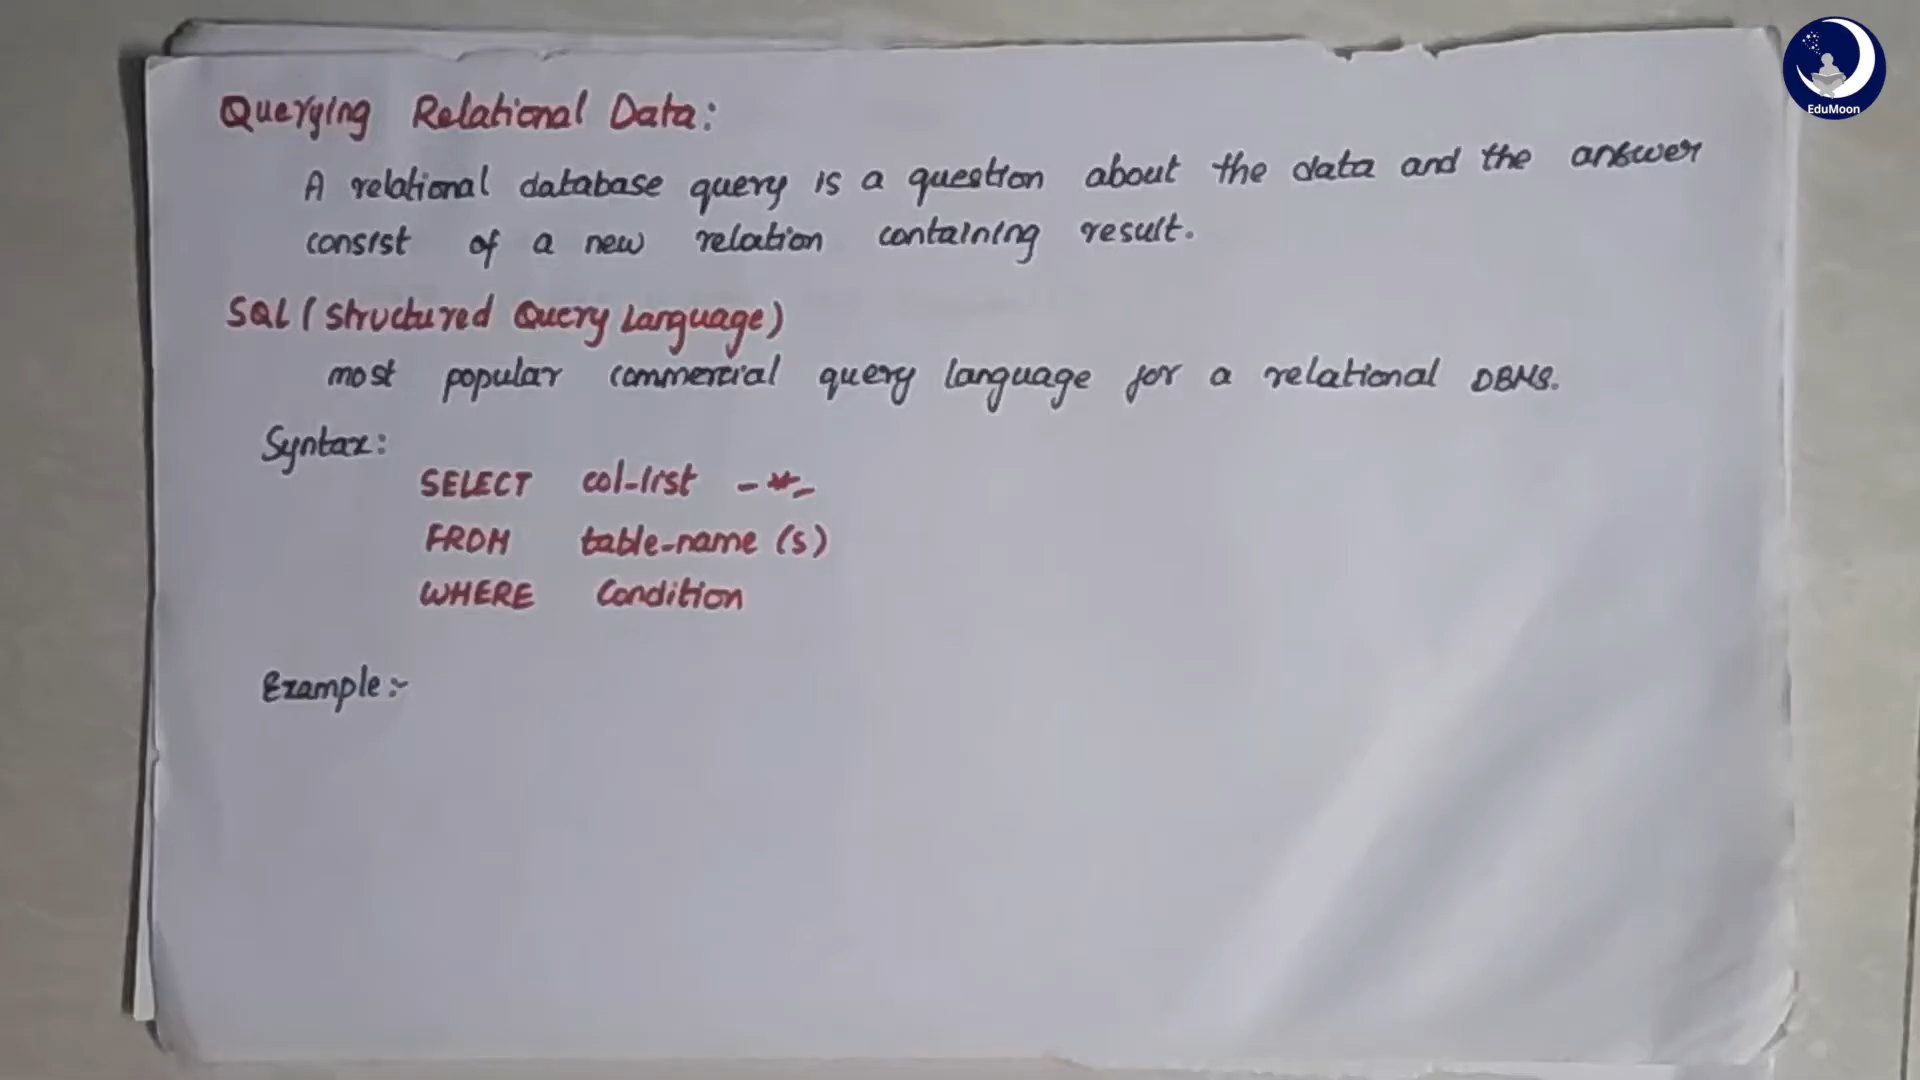 Querying Relational Data:
A relational database query is a question about the data and the answer
consist of a new relation containing result.
SQL (Structured Query Language)
most popular commercial query language for a relational DBMS.
Syntax:
SELECT col-list - * -
FROM table-name (s)
WHERE Condition
Example :-
EduMoon